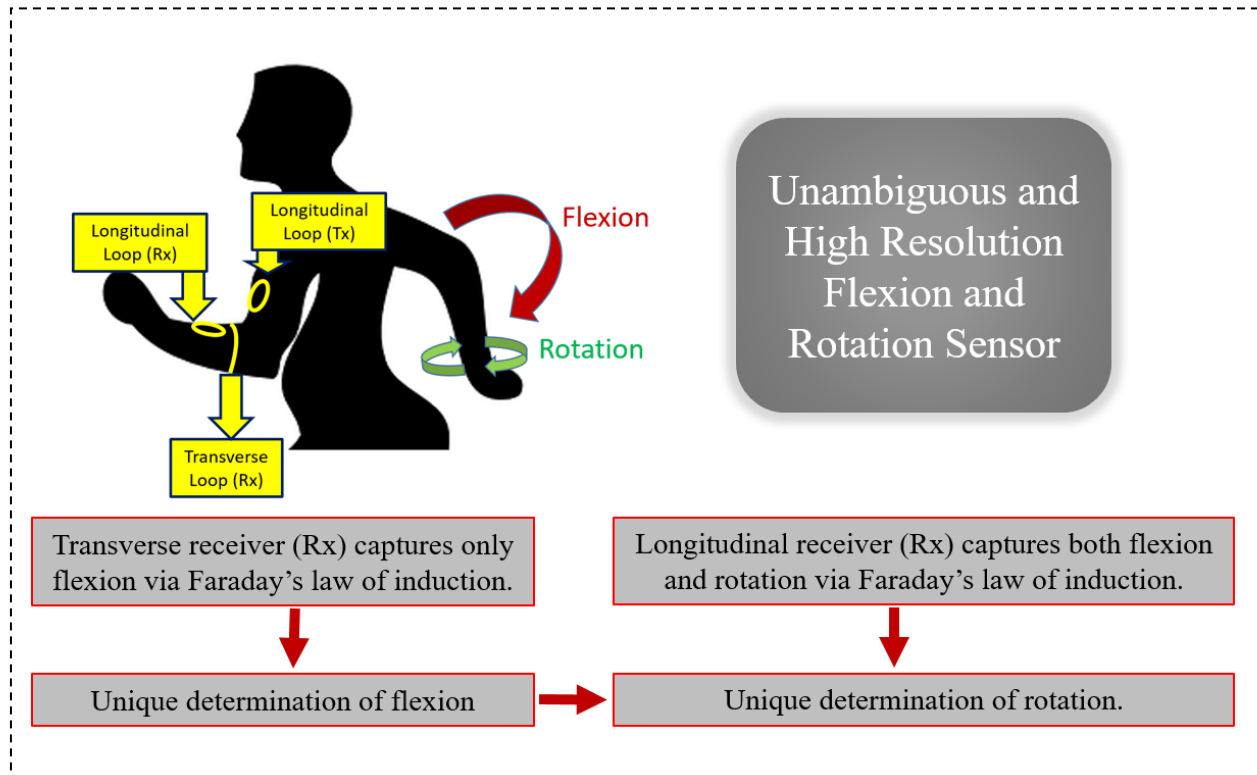 Longitudinal
Loop (Rx)
Longitudinal
Loop (Tx)
Flexion
Rotation
Transverse
Loop (Rx)
Unambiguous and
High Resolution
Flexion and
Rotation Sensor
Transverse receiver (Rx) captures only
flexion via Faraday’s law of induction.
Longitudinal receiver (Rx) captures both flexion
and rotation via Faraday’s law of induction.
Unique determination of flexion
Unique determination of rotation.